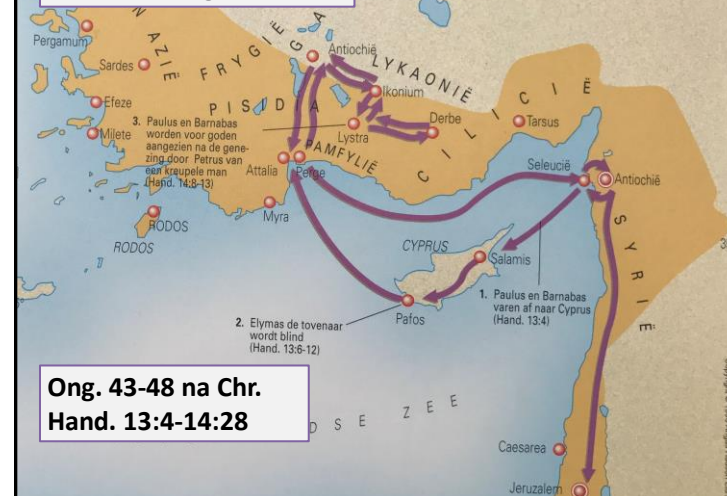 Pergamum
AZIË
Sardes
FRYGIË
Antiochië
LYKAONIË
Efeze
Milete
PISIDIA
Ikonium
Derbe
CILICIË
Tarsus
3. Paulus en Barnabas
worden voor goden
aangezien na de gene-
zing door Petrus van
een kreupele man
(Hand. 14:8-13)
Lystra
PAMFYLIË
Attalia
Perge
Seleucië
Antiochië
Myra
RODOS
RODOS
CYPRUS
Salamis
SYRIË
1. Paulus en Barnabas
varen af naar Cyprus
(Hand. 13:4)
2. Elymas de tovenaar
wordt blind
(Hand. 13:6-12)
Pafos
Ong. 43-48 na Chr.
Hand. 13:4-14:28
DSE ZEE
Caesarea
Jeruzalem